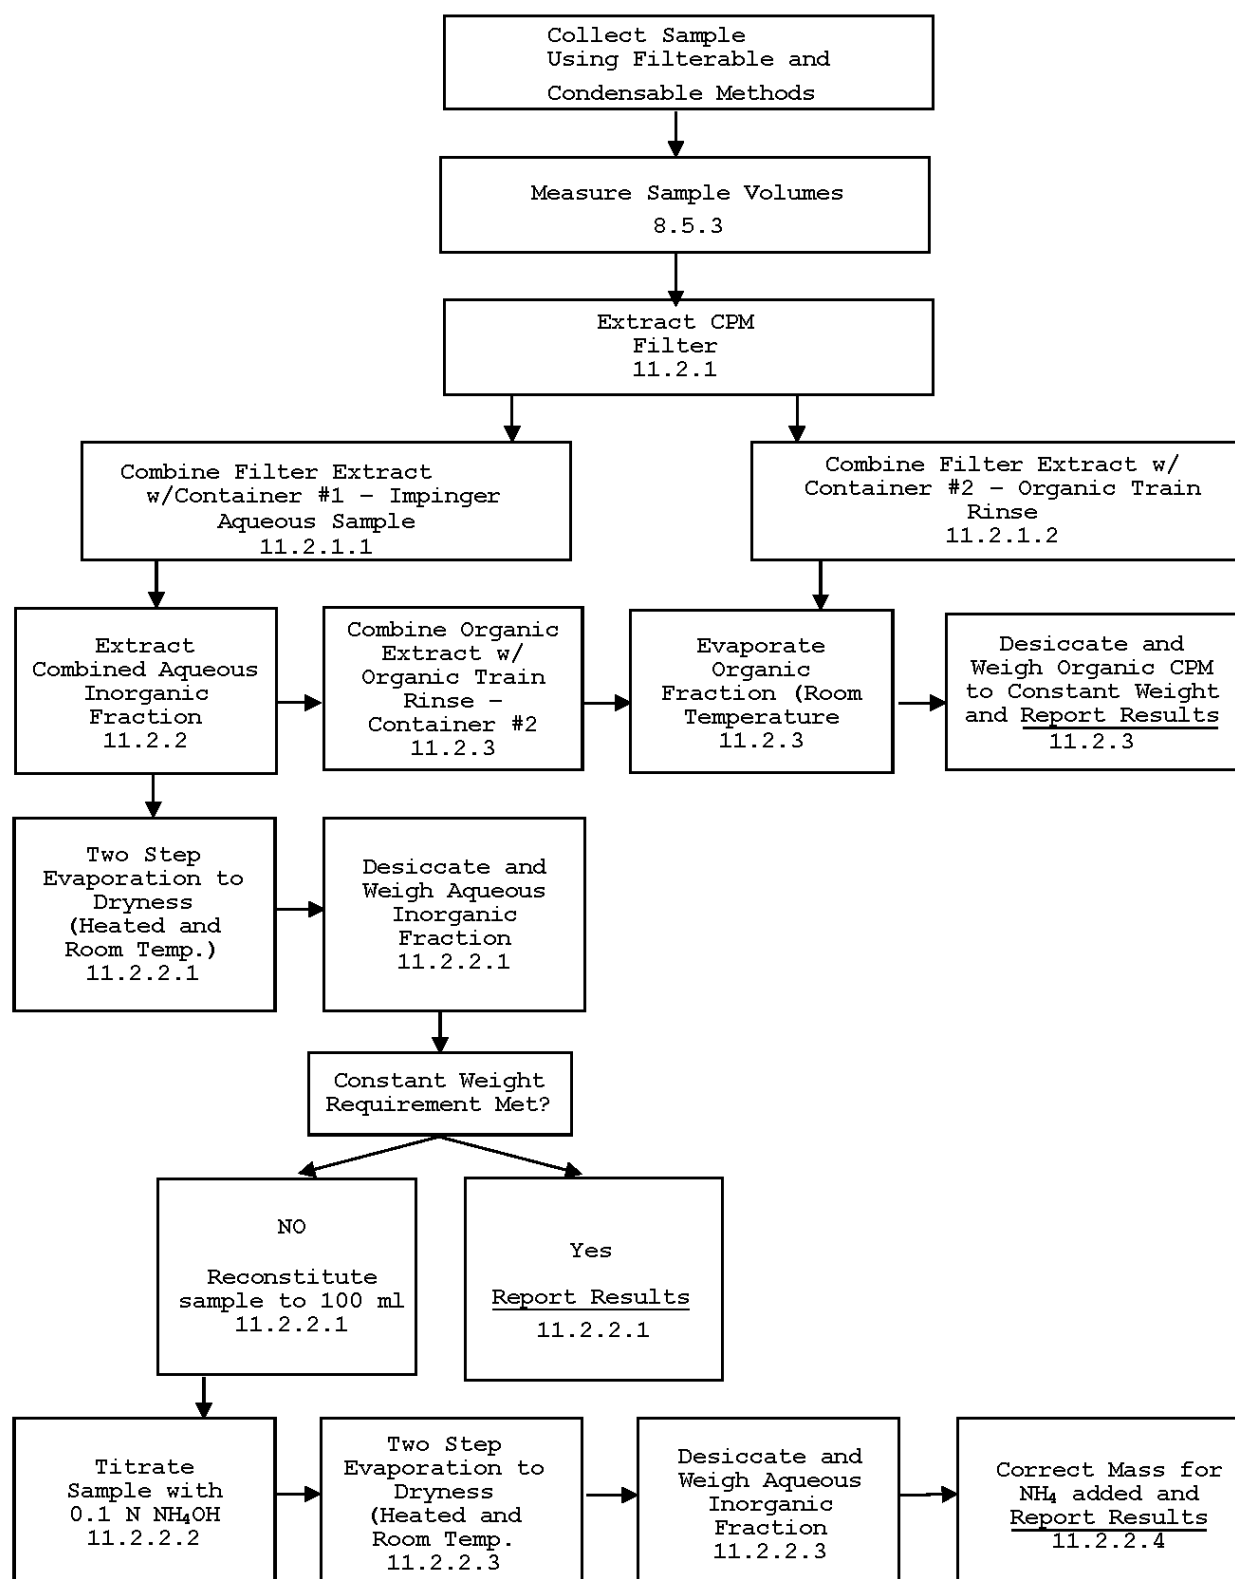 Collect Sample
Using Filterable and
Condensable Methods
Measure Sample Volumes
8.5.3
Extract CPM
Filter
11.2.1
Combine Filter Extract
w/Container #1 – Impinger
Aqueous Sample
11.2.1.1
Combine Filter Extract w/
Container #2 – Organic Train
Rinse
11.2.1.2
Extract
Combined Aqueous
Inorganic
Fraction
11.2.2
Combine Organic
Extract w/
Organic Train
Rinse –
Container #2
11.2.3
Evaporate
Organic
Fraction (Room
Temperature
11.2.3
Desiccate and
Weigh Organic CPM
to Constant Weight
and Report Results
11.2.3
Two Step
Evaporation to
Dryness
(Heated and
Room Temp.)
11.2.2.1
Desiccate and
Weigh Aqueous
Inorganic
Fraction
11.2.2.1
Constant Weight
Requirement Met?
NO
Reconstitute
sample to 100 ml
11.2.2.1
Yes
Report Results
11.2.2.1
Titrate
Sample with
0.1 N NH₄OH
11.2.2.2
Two Step
Evaporation to
Dryness
(Heated and
Room Temp.
11.2.2.3
Desiccate and
Weigh Aqueous
Inorganic
Fraction
11.2.2.3
Correct Mass for
NH₄ added and
Report Results
11.2.2.4